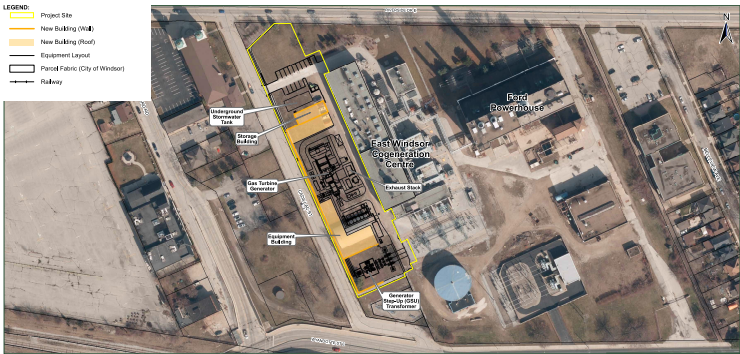 LEGEND:
Project Site
New Building (Wall)
New Building (Roof)
Equipment Layout
Parcel Fabric (City of Windsor)
Railway
N
Underground
Stormwater
Tank
Storage
Building
Ford
Powerhouse
East Windsor
Cogeneration
Centre
Gas Turbine
Generator
Exhaust Stack
Equipment
Building
Generator
Step-Up (GSU)
Transformer